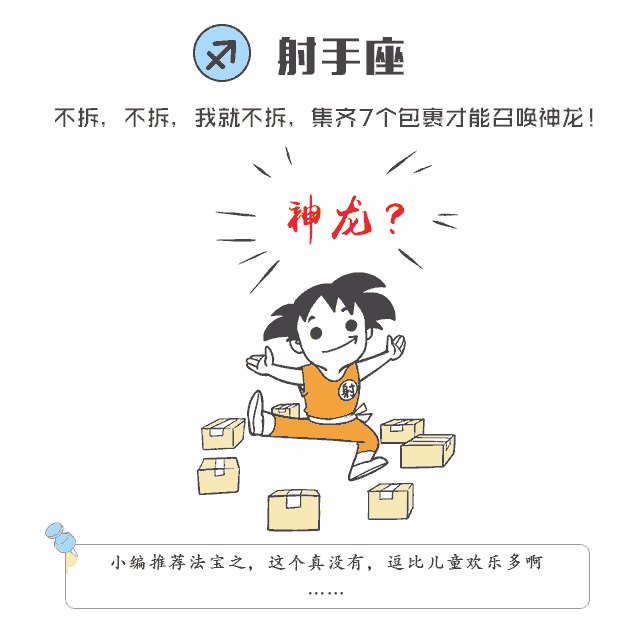 射手座
不拆，不拆，我就不拆，集齐7个包裹才能召唤神龙！
神龙？
射
小编推荐法宝之，这个真没有，逗比儿童欢乐多啊
……